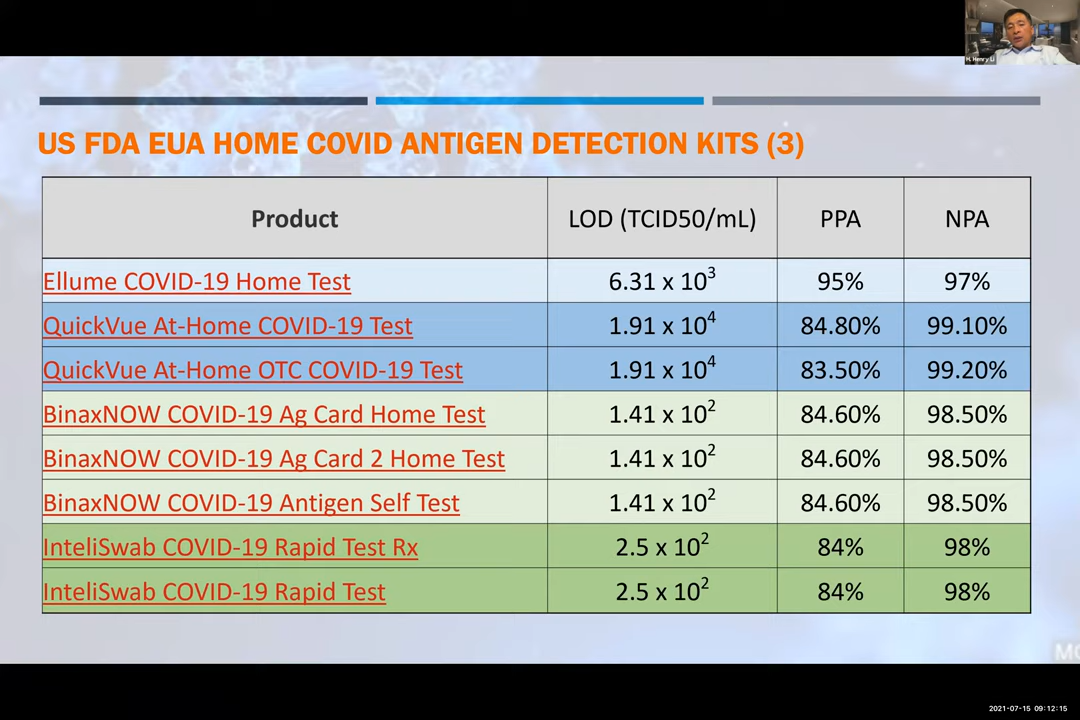 H. Henry Li
US FDA EUA HOME COVID ANTIGEN DETECTION KITS (3)
Product LOD (TCID50/mL) PPA NPA
Ellume COVID-19 Home Test 6.31 x 10³ 95% 97%
QuickVue At-Home COVID-19 Test 1.91 x 10⁴ 84.80% 99.10%
QuickVue At-Home OTC COVID-19 Test 1.91 x 10⁴ 83.50% 99.20%
BinaxNOW COVID-19 Ag Card Home Test 1.41 x 10² 84.60% 98.50%
BinaxNOW COVID-19 Ag Card 2 Home Test 1.41 x 10² 84.60% 98.50%
BinaxNOW COVID-19 Antigen Self Test 1.41 x 10² 84.60% 98.50%
InteliSwab COVID-19 Rapid Test Rx 2.5 x 10² 84% 98%
InteliSwab COVID-19 Rapid Test 2.5 x 10² 84% 98%
2021-07-15 09:12:15